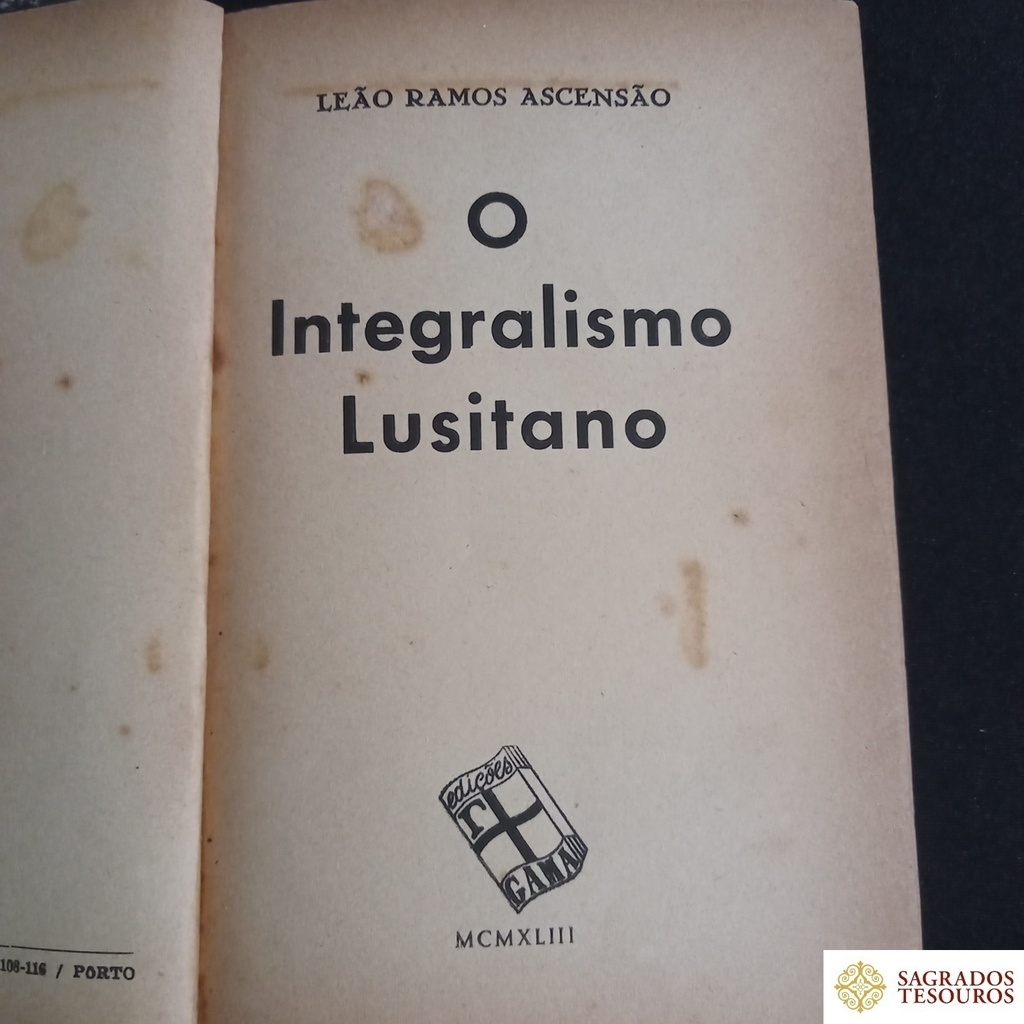 LEÃO RAMOS ASCENSÃO
O
Integralismo
Lusitano
edições
Γ
GAMA
MCMXLIII
108-116 / PORTO
SAGRADOS
TESOUROS